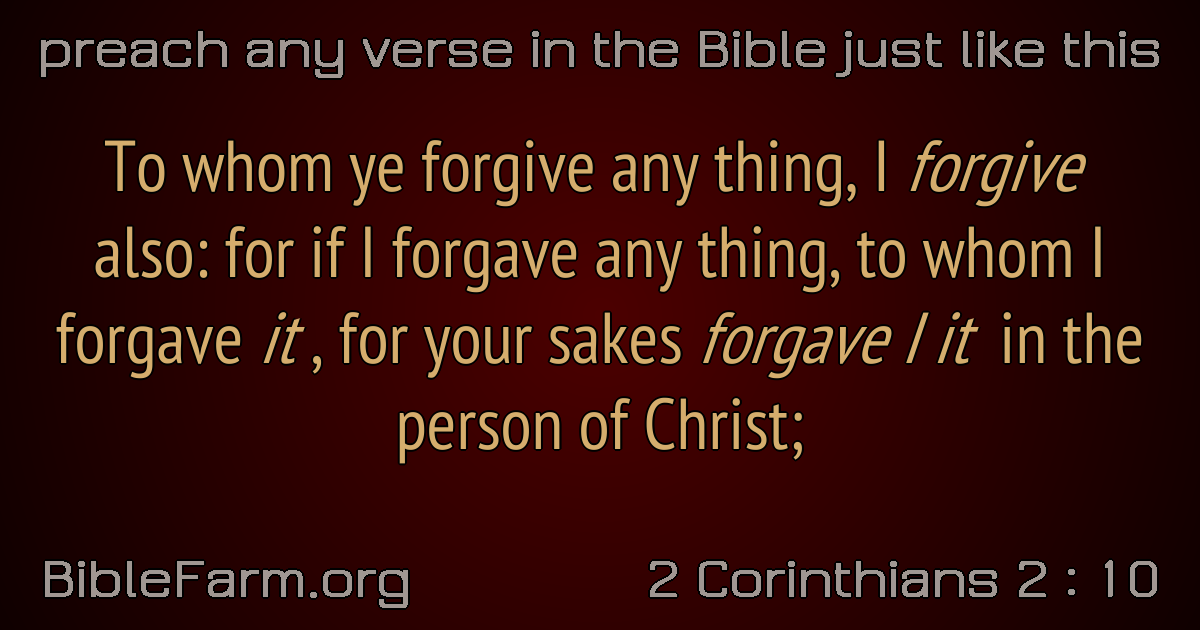 preach any verse in the Bible just like this
To whom ye forgive any thing, I forgive
also: for if I forgave any thing, to whom I
forgave it , for your sakes forgave I it in the
person of Christ;
BibleFarm.org
2 Corinthians 2 : 10